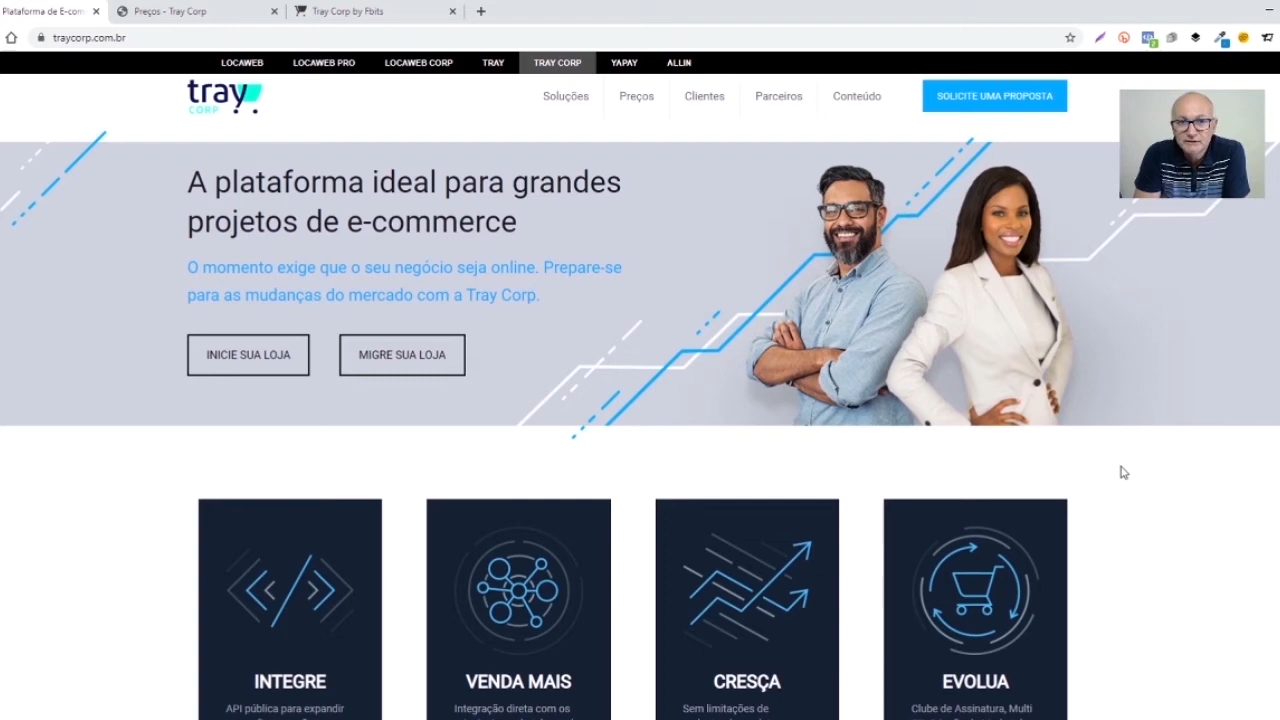 Plataforma de E-com
Preços - Tray Corp
Tray Corp by Fbits
traycorp.com.br
LOCAWEB
LOCAWEB PRO
LOCAWEB CORP
TRAY
TRAY CORP
YAPAY
ALLIN
tray
CORP
Soluções
Preços
Clientes
Parceiros
Conteúdo
SOLICITE UMA PROPOSTA
A plataforma ideal para grandes
projetos de e-commerce
O momento exige que o seu negócio seja online. Prepare-se
para as mudanças do mercado com a Tray Corp.
INICIE SUA LOJA
MIGRE SUA LOJA
INTEGRE
API pública para expandir
VENDA MAIS
Integração direta com os
CRESÇA
Sem limitações de
EVOLUA
Clube de Assinatura, Multi